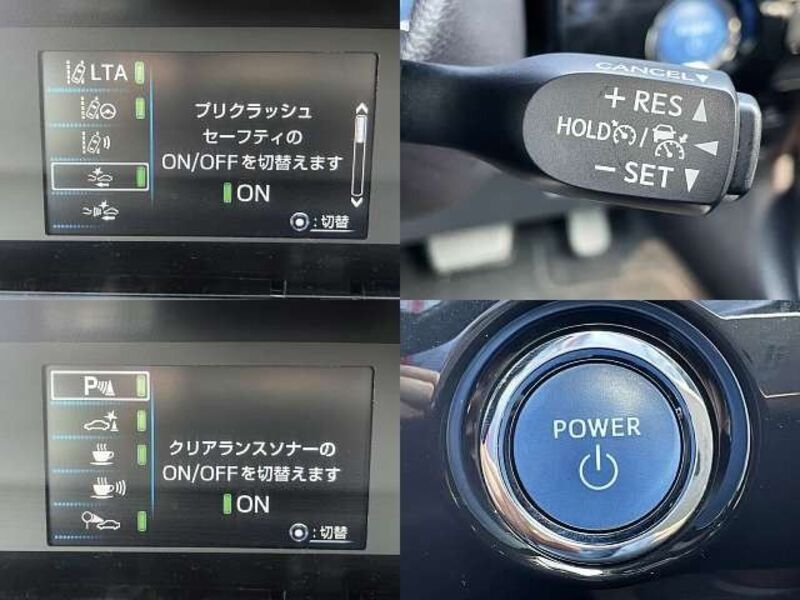 LTA
プリクラッシュ
セーフティの
ON/OFFを切替えます
ON
:切替
CANCEL▼
+ RES ▲
HOLD / ◀
− SET ▼
P
クリアランスソナーの
ON/OFFを切替えます
ON
:切替
POWER